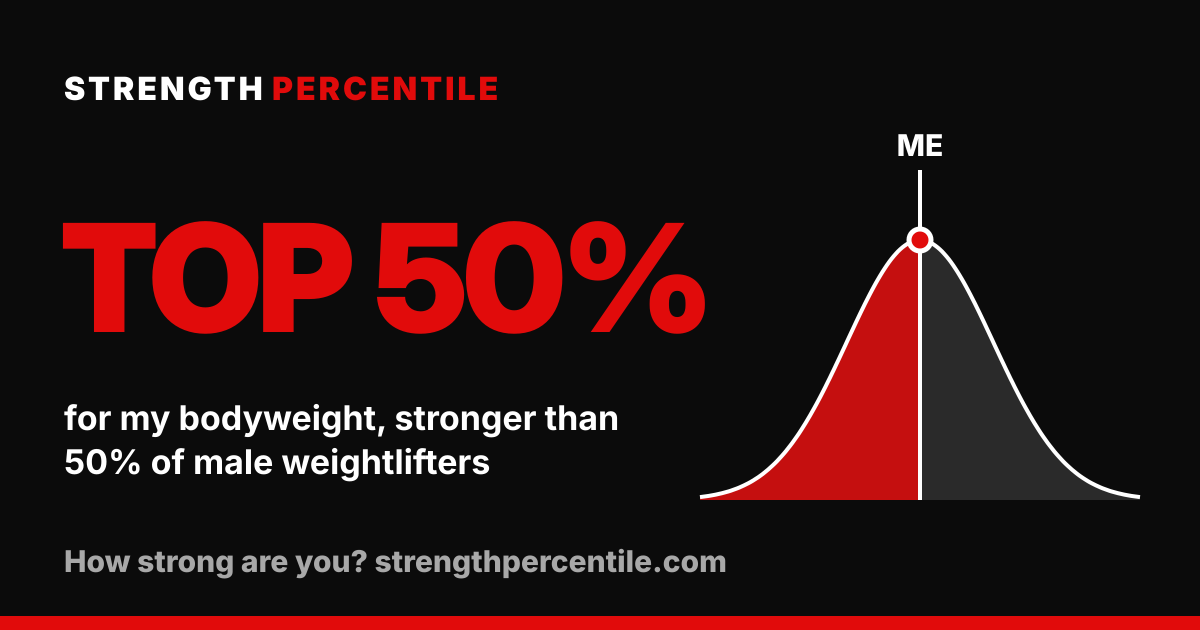 STRENGTH PERCENTILE
ME
TOP 50%
for my bodyweight, stronger than
50% of male weightlifters
How strong are you? strengthpercentile.com